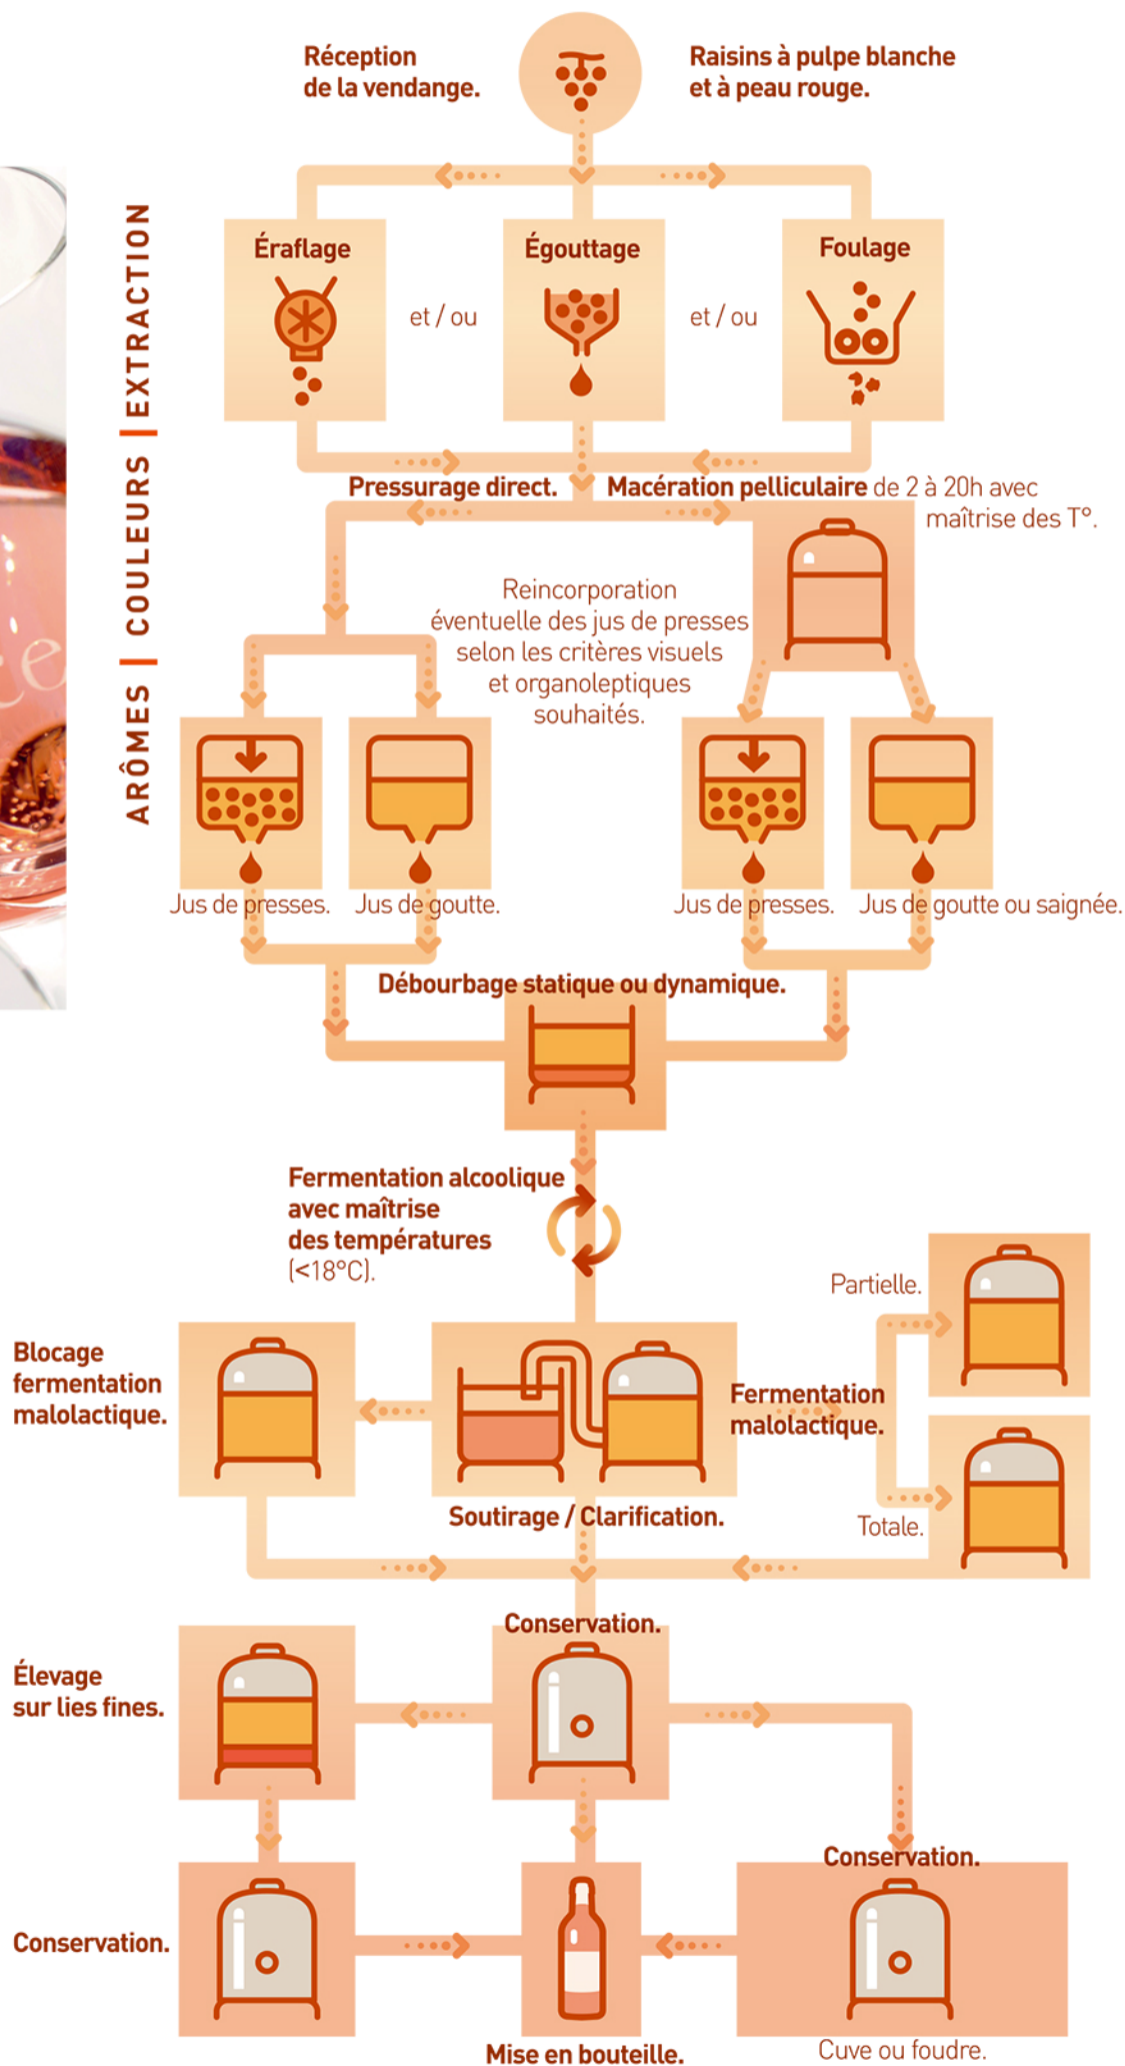 Réception
de la vendange.
Raisins à pulpe blanche
et à peau rouge.
ARÔMES | COULEURS | EXTRACTION
Éraflage
et / ou
Égouttage
et / ou
Foulage
Pressurage direct.
Macération pelliculaire de 2 à 20h avec
maîtrise des T°.
Reincorporation
éventuelle des jus de presses
selon les critères visuels
et organoleptiques
souhaités.
Jus de presses.
Jus de goutte.
Jus de presses.
Jus de goutte ou saignée.
Débourbage statique ou dynamique.
Fermentation alcoolique
avec maîtrise
des températures
(<18°C).
Partielle.
Blocage
fermentation
malolactique.
Fermentation
malolactique.
Soutirage / Clarification.
Totale.
Conservation.
Élevage
sur lies fines.
Conservation.
Conservation.
Mise en bouteille.
Cuve ou foudre.